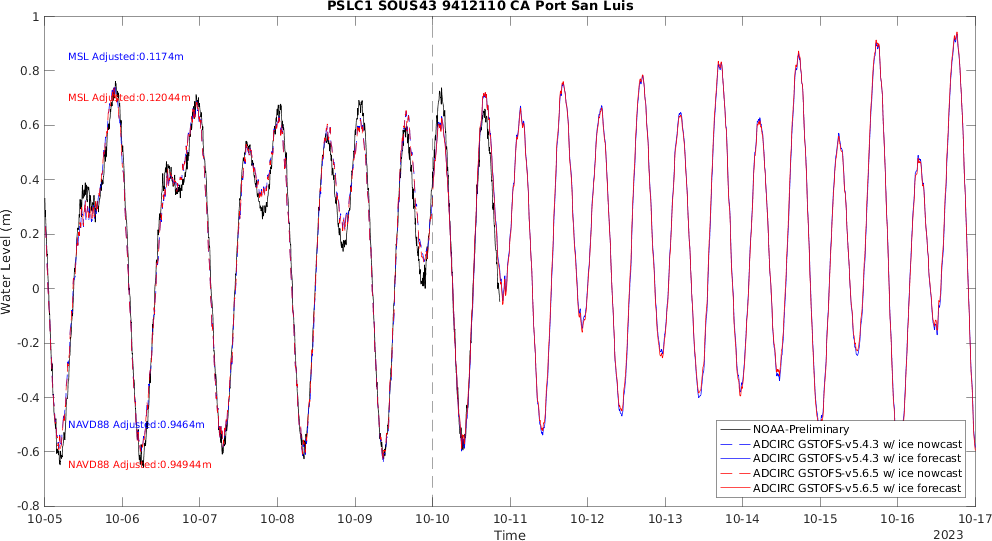 PSLC1 SOUS43 9412110 CA Port San Luis
1
0.8
0.6
0.4
0.2
0
-0.2
-0.4
-0.6
-0.8
Water Level (m)
MSL Adjusted:0.1174m
MSL Adjusted:0.12044m
NAVD88 Adjusted:0.9464m
NAVD88 Adjusted:0.94944m
NOAA-Preliminary
ADCIRC GSTOFS-v5.4.3 w/ ice nowcast
ADCIRC GSTOFS-v5.4.3 w/ ice forecast
ADCIRC GSTOFS-v5.6.5 w/ ice nowcast
ADCIRC GSTOFS-v5.6.5 w/ ice forecast
10-05 10-06 10-07 10-08 10-09 10-10 10-11 10-12 10-13 10-14 10-15 10-16 10-17
Time
2023